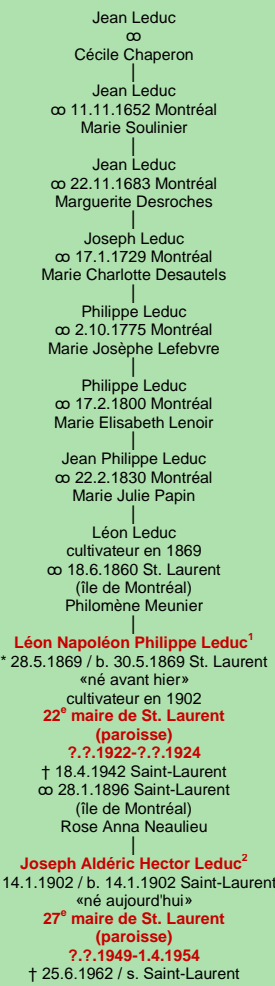 Jean Leduc
∞
Cécile Chaperon
|
Jean Leduc
∞ 11.11.1652 Montréal
Marie Soulinier
|
Jean Leduc
∞ 22.11.1683 Montréal
Marguerite Desroches
|
Joseph Leduc
∞ 17.1.1729 Montréal
Marie Charlotte Desautels
|
Philippe Leduc
∞ 2.10.1775 Montréal
Marie Josèphe Lefebvre
|
Philippe Leduc
∞ 17.2.1800 Montréal
Marie Elisabeth Lenoir
|
Jean Philippe Leduc
∞ 22.2.1830 Montréal
Marie Julie Papin
|
Léon Leduc
cultivateur en 1869
∞ 18.6.1860 St. Laurent
(île de Montréal)
Philomène Meunier
|
Léon Napoléon Philippe Leduc¹
* 28.5.1869 / b. 30.5.1869 St. Laurent
«né avant hier»
cultivateur en 1902
22e maire de St. Laurent
(paroisse)
?.?.1922-?.?.1924
† 18.4.1942 Saint-Laurent
∞ 28.1.1896 Saint-Laurent
(île de Montréal)
Rose Anna Neaulieu
|
Joseph Aldéric Hector Leduc²
14.1.1902 / b. 14.1.1902 Saint-Laurent
«né aujourd'hui»
27e maire de St. Laurent
(paroisse)
?.?.1949-1.4.1954
† 25.6.1962 / s. Saint-Laurent